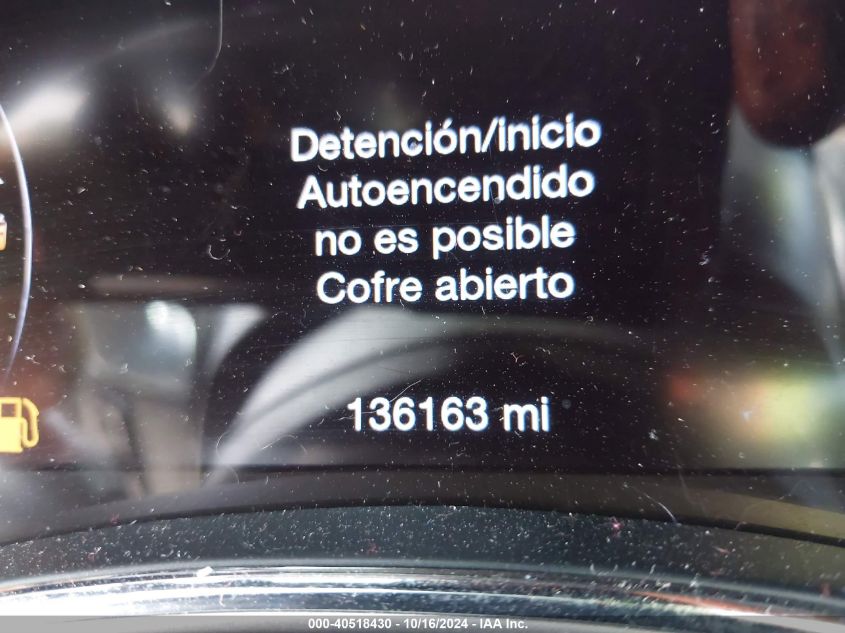 Detención/inicio
Autoencendido
no es posible
Cofre abierto
136163 mi
000-40518430 - 10/16/2024 - IAA Inc.